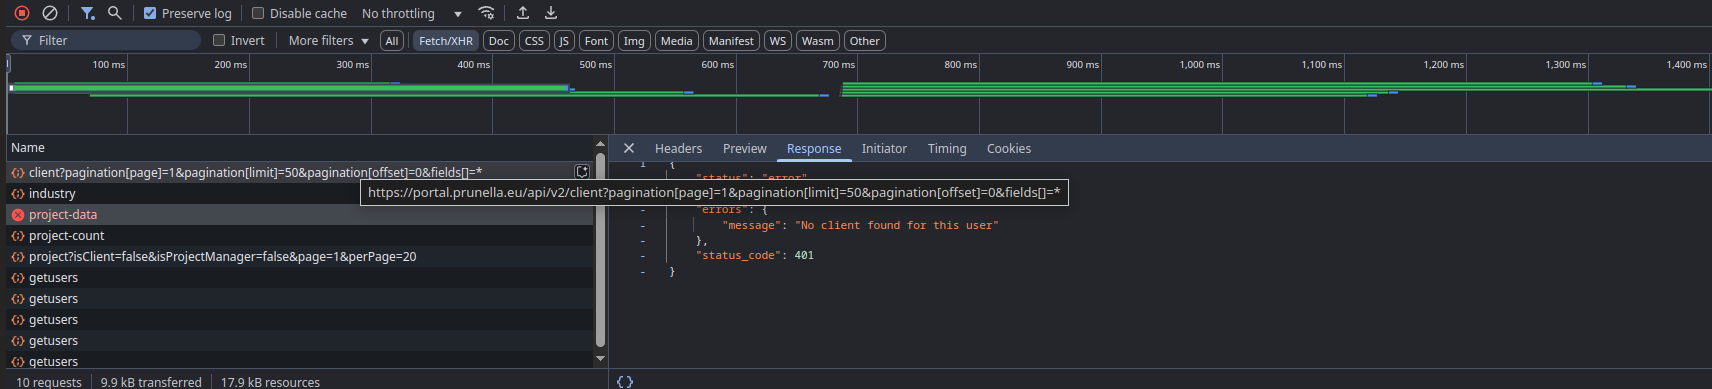 Preserve log Disable cache No throttling
Filter Invert More filters All Fetch/XHR Doc CSS JS Font Img Media Manifest WS Wasm Other
100 ms 200 ms 300 ms 400 ms 500 ms 600 ms 700 ms 800 ms 900 ms 1,000 ms 1,100 ms 1,200 ms 1,300 ms 1,400 ms
Name
Headers Preview Response Initiator Timing Cookies
client?pagination[page]=1&pagination[limit]=50&pagination[offset]=0&fields[]=*
industry
project-data
project-count
project?isClient=false&isProjectManager=false&page=1&perPage=20
getusers
getusers
getusers
getusers
getusers
10 requests 9.9 kB transferred 17.9 kB resources
1 {
"status": "error"
https://portal.prunella.eu/api/v2/client?pagination[page]=1&pagination[limit]=50&pagination[offset]=0&fields[]=*
- "errors": {
- "message": "No client found for this user"
- },
- "status_code": 401
- }
{}